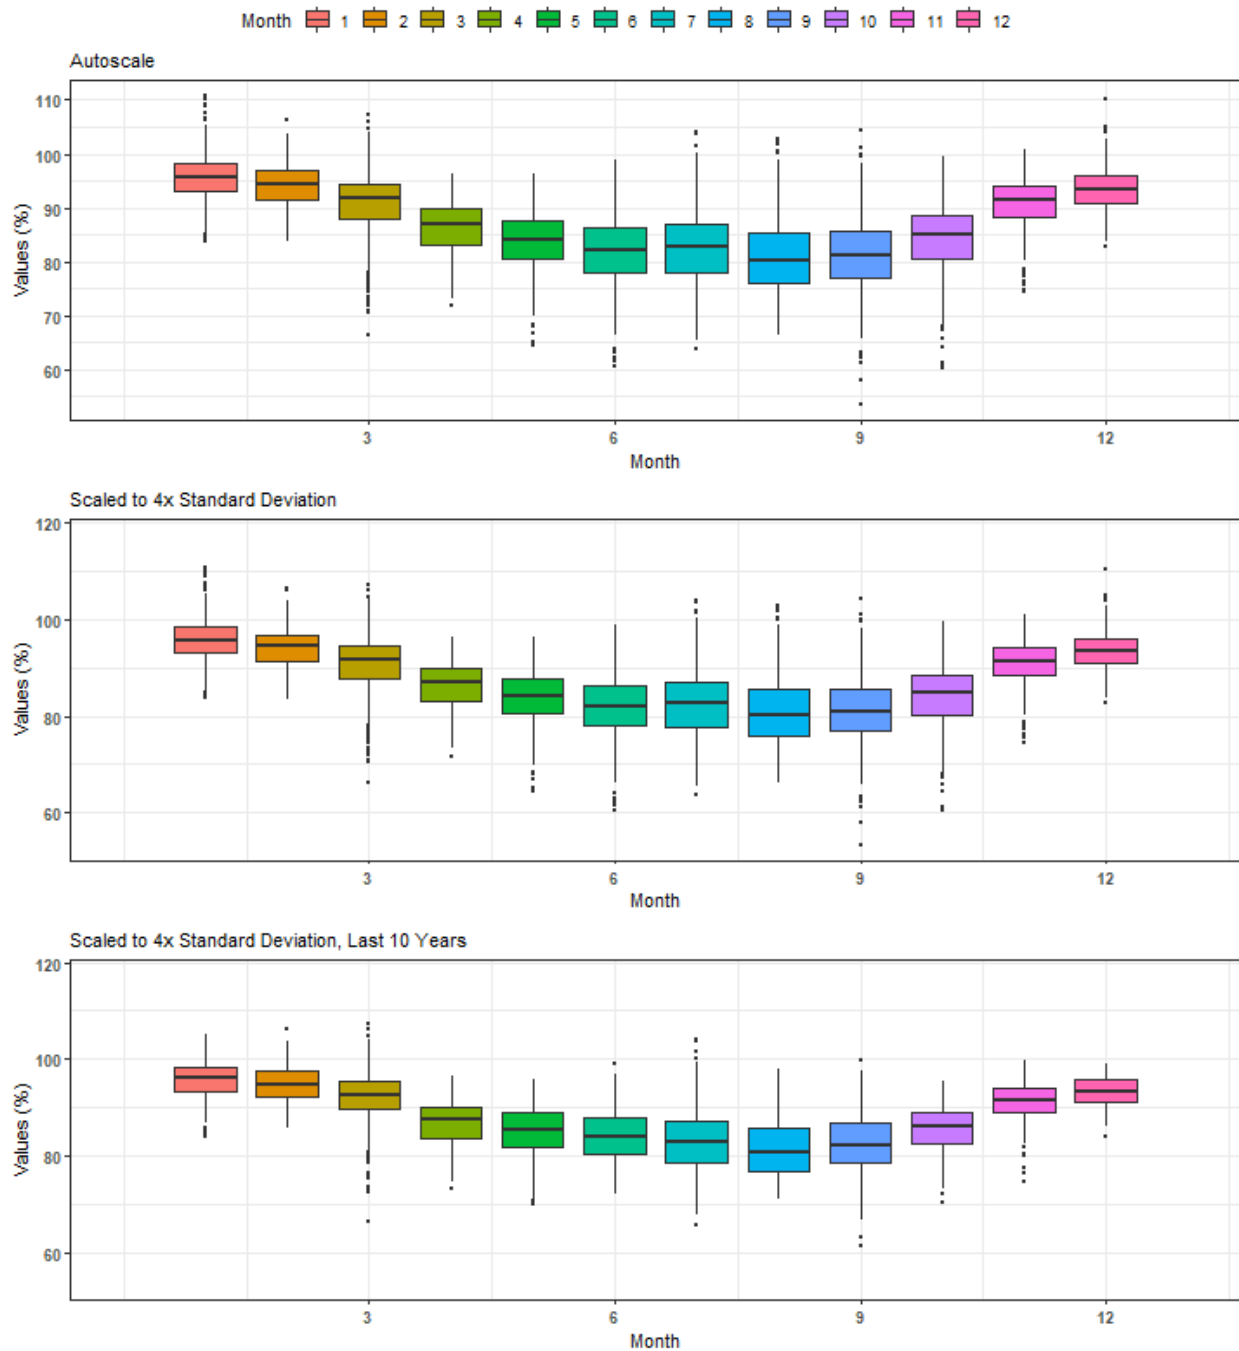 Month 1 2 3 4 5 6 7 8 9 10 11 12
Autoscale
110
100
90
80
70
60
Values (%)
3 6 9 12
Month
Scaled to 4x Standard Deviation
120
100
80
60
Values (%)
3 6 9 12
Month
Scaled to 4x Standard Deviation, Last 10 Years
120
100
80
60
Values (%)
3 6 9 12
Month